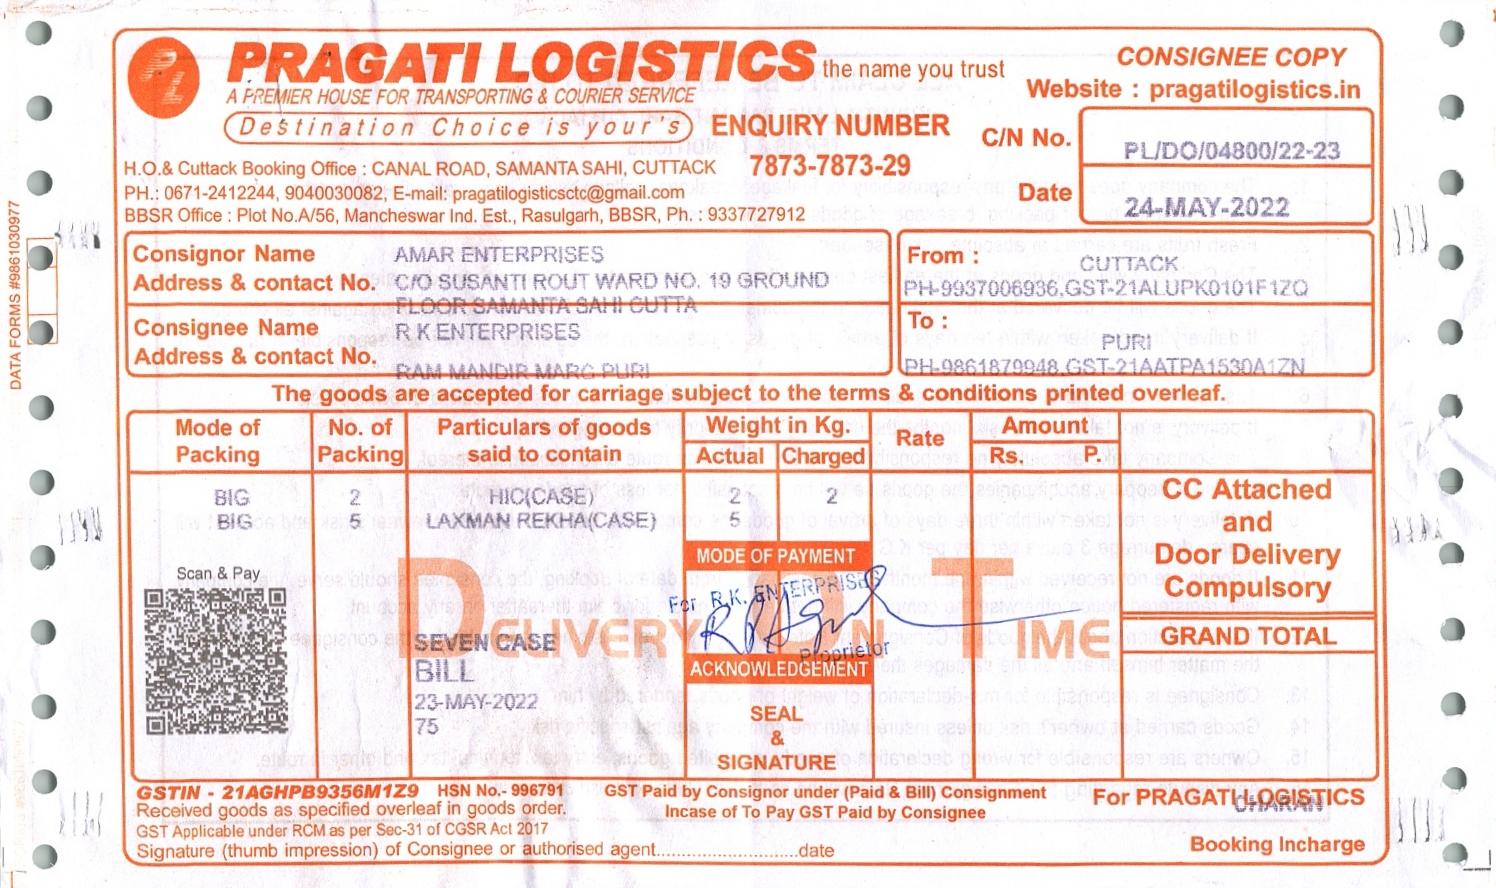 PRAGATI LOGISTICS the name you trust
A PREMIER HOUSE FOR TRANSPORTING & COURIER SERVICE
Destination Choice is your's
CONSIGNEE COPY
Website : pragatilogistics.in
ENQUIRY NUMBER
7873-7873-29
C/N No. PL/DO/04800/22-23
Date 24-MAY-2022
H.O.& Cuttack Booking Office : CANAL ROAD, SAMANTA SAHI, CUTTACK
PH.: 0671-2412244, 9040030082, E-mail: pragatilogisticsctc@gmail.com
BBSR Office : Plot No.A/56, Mancheswar Ind. Est., Rasulgarh, BBSR, Ph. : 9337727912
DATA FORMS #9861030977
Consignor Name AMAR ENTERPRISES
Address & contact No. C/O SUSANTI ROUT WARD NO. 19 GROUND
FLOOR SAMANTA SAHI CUTTA
Consignee Name R K ENTERPRISES
Address & contact No.
RAM MANDIR MARG PURI
From :
CUTTACK
PH-9937006936,GST-21ALUPK0101F1ZQ
To :
PURI
PH-9861879948,GST-21AATPA1530A1ZN
The goods are accepted for carriage subject to the terms & conditions printed overleaf.
Mode of Packing No. of Packing Particulars of goods said to contain Weight in Kg. Rate Amount
Actual Charged Rs. P.
BIG 2 HIC(CASE) 2 2
BIG 5 LAXMAN REKHA(CASE) 5
CC Attached
and
Door Delivery
Compulsory
GRAND TOTAL
MODE OF PAYMENT
Scan & Pay
DELIVERY ON TIME
For R.K. ENTERPRISES
Proprietor
SEVEN CASE
BILL
23-MAY-2022
75
ACKNOWLEDGEMENT
SEAL
&
SIGNATURE
GSTIN - 21AGHPB9356M1Z9 HSN No.- 996791
GST Paid by Consignor under (Paid & Bill) Consignment
Incase of To Pay GST Paid by Consignee
Received goods as specified overleaf in goods order.
GST Applicable under RCM as per Sec-31 of CGSR Act 2017
Signature (thumb impression) of Consignee or authorised agent..............................date
For PRAGATI LOGISTICS
CHARAN
Booking Incharge